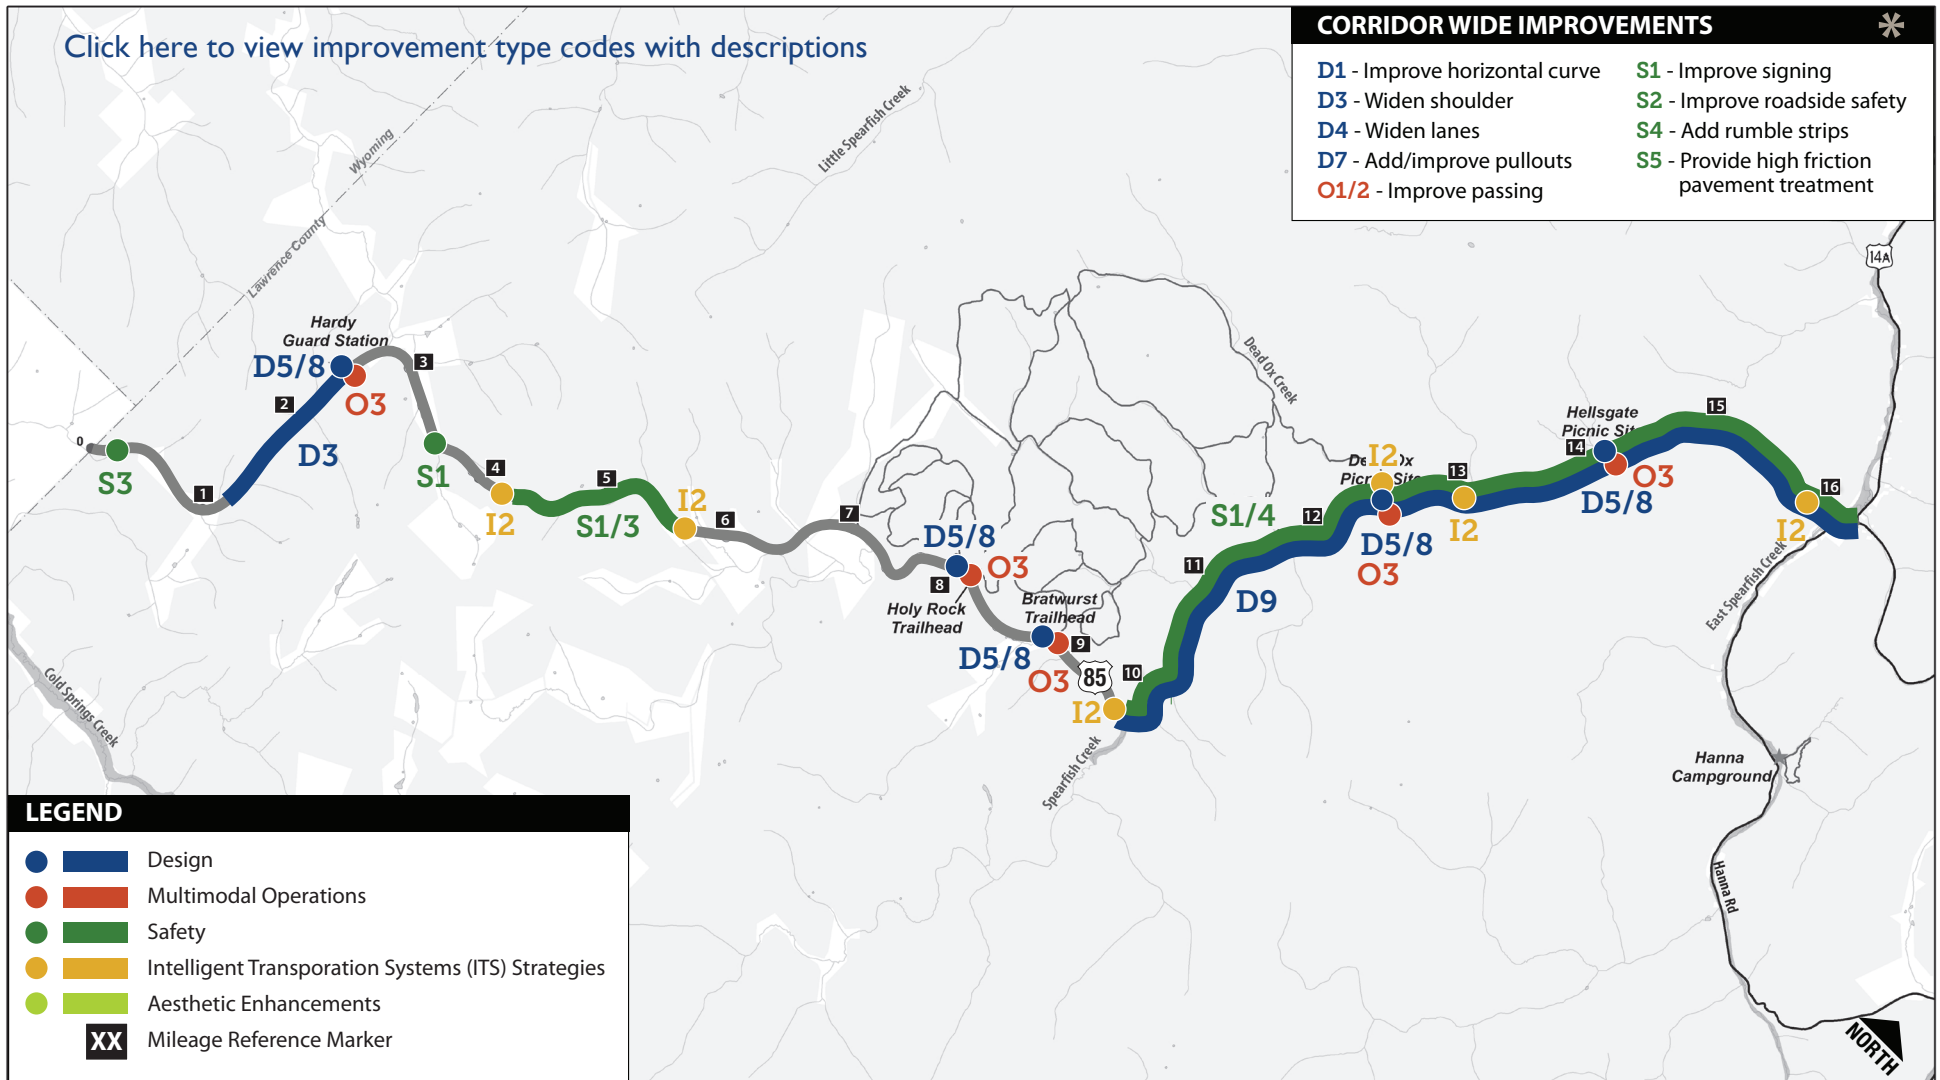 Click here to view improvement type codes with descriptions
CORRIDOR WIDE IMPROVEMENTS
D1 - Improve horizontal curve
D3 - Widen shoulder
D4 - Widen lanes
D7 - Add/improve pullouts
O1/2 - Improve passing
S1 - Improve signing
S2 - Improve roadside safety
S4 - Add rumble strips
S5 - Provide high friction
pavement treatment
Wyoming
Lawrence County
Little Spearfish Creek
14A
Hardy
Guard Station
D5/8
O3
3
2
D3
0
S3
1
S1
4
I2
5
S1/3
I2
6
7
D5/8
O3
8
Holy Rock
Trailhead
Bratwurst
Trailhead
D5/8
9
O3
85
10
I2
Spearfish Creek
Dead Ox Creek
S1/4
11
12
D9
I2
Picnic Site
D5/8
O3
13
I2
Hellsgate
Picnic Sit
14
O3
D5/8
15
16
I2
East Spearfish Creek
Hanna
Campground
Hanna Rd
Cold Springs Creek
LEGEND
Design
Multimodal Operations
Safety
Intelligent Transporation Systems (ITS) Strategies
Aesthetic Enhancements
XX Mileage Reference Marker
NORTH